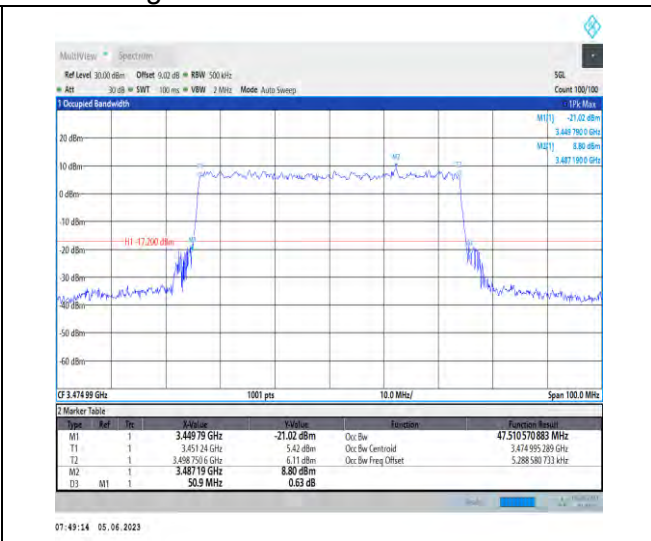 MultiView Spectrum
Ref Level 30.00 dBm Offset 9.02 dB RBW 500 kHz SGL
Att 30 dB SWT 100 ms VBW 2 MHz Mode Auto Sweep Count 100/100
1 Occupied Bandwidth 1Pk Max
M1[1] -21.02 dBm
3.449 790 0 GHz
M2[1] 8.80 dBm
3.487 190 0 GHz
20 dBm
10 dBm
0 dBm
-10 dBm
-20 dBm
-30 dBm
-40 dBm
-50 dBm
-60 dBm
H1 -17.200 dBm
M2
CF 3.474 99 GHz 1001 pts 10.0 MHz/ Span 100.0 MHz
2 Marker Table
Type Ref Trc X-Value Y-Value Function Function Result
M1 1 3.449 79 GHz -21.02 dBm Occ Bw 47.510 570 883 MHz
T1 1 3.451 24 GHz 5.42 dBm Occ Bw Centroid 3.474 995 289 GHz
T2 1 3.498 750 6 GHz 6.11 dBm Occ Bw Freq Offset 5.288 580 733 kHz
M2 1 3.487 19 GHz 8.80 dBm
D3 M1 1 50.9 MHz 0.63 dB
07:49:14 05.06.2023